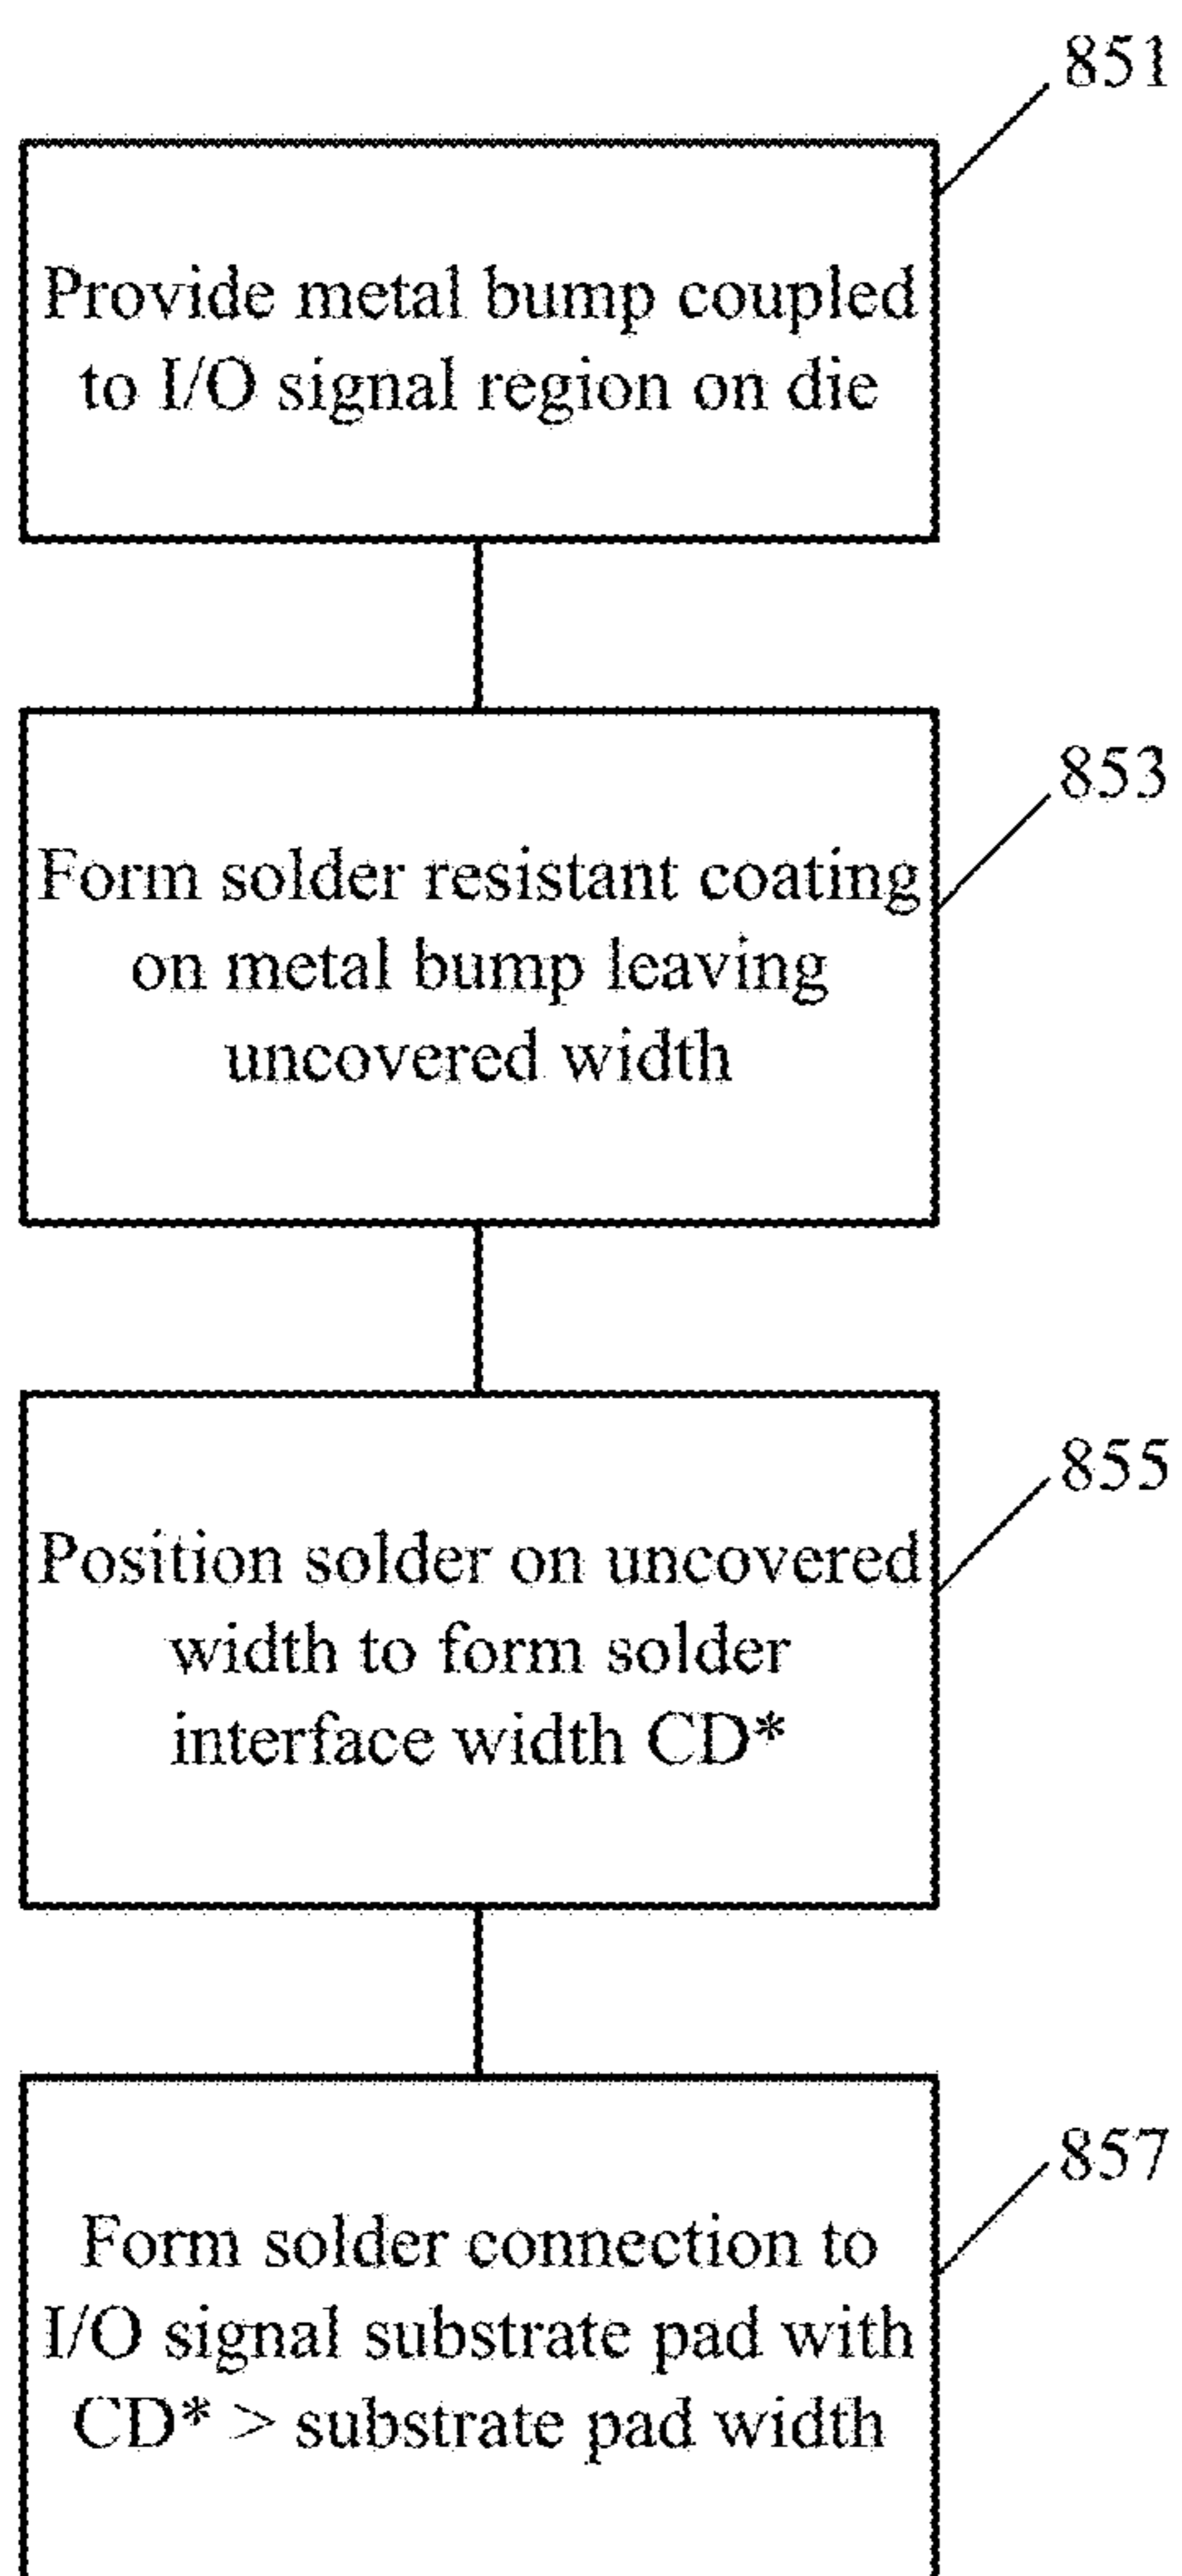 851
Provide metal bump coupled
to I/O signal region on die
853
Form solder resistant coating
on metal bump leaving
uncovered width
855
Position solder on uncovered
width to form solder
interface width CD*
857
Form solder connection to
I/O signal substrate pad with
CD* > substrate pad width